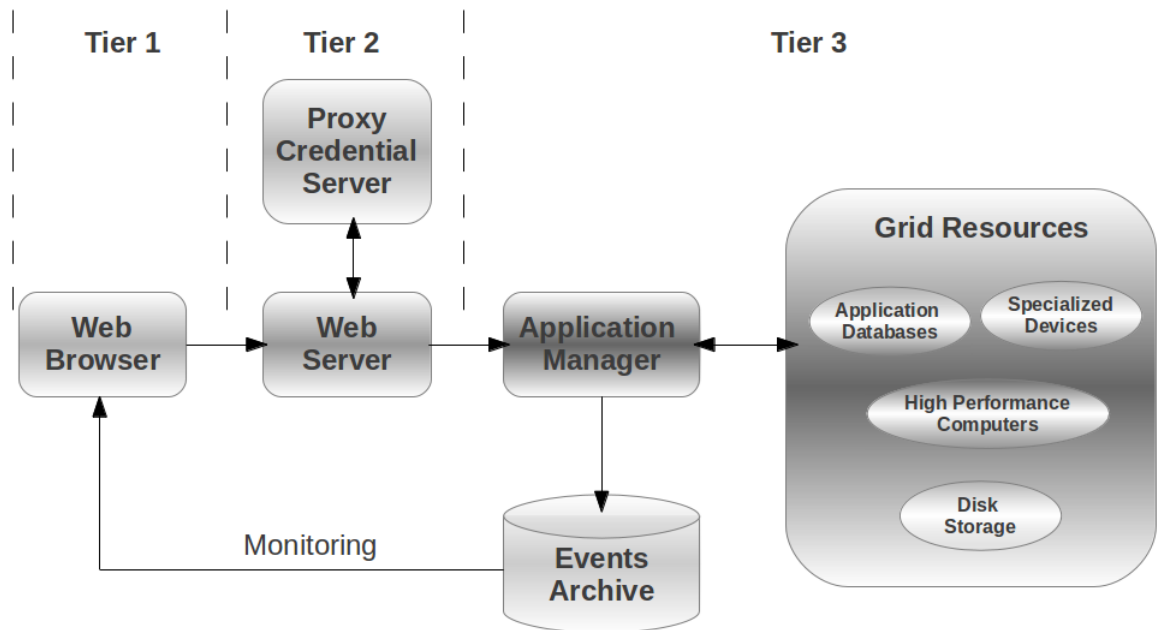 Tier 1
Tier 2
Tier 3
Proxy
Credential
Server
Web
Browser
Web
Server
Application
Manager
Grid Resources
Application
Databases
Specialized
Devices
High Performance
Computers
Disk
Storage
Monitoring
Events
Archive